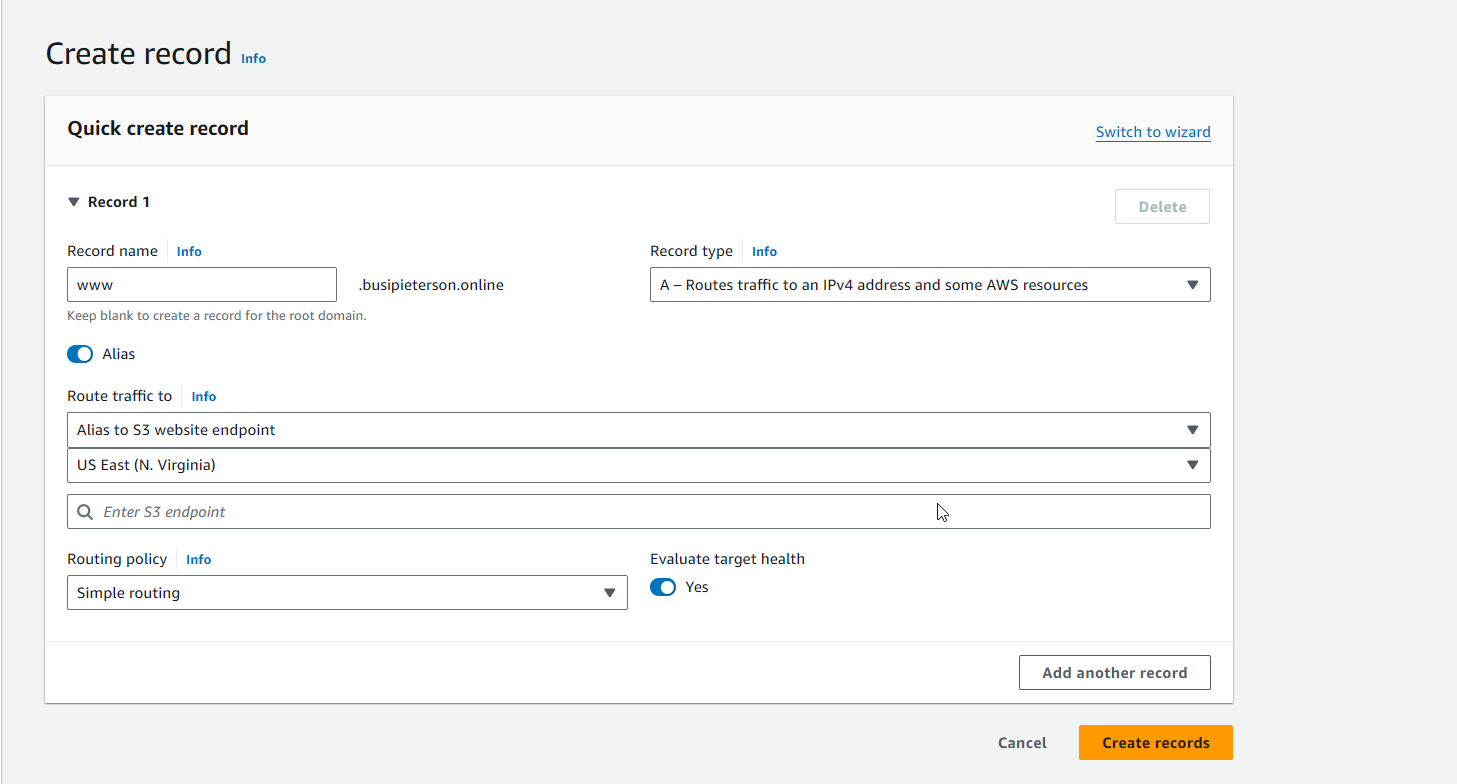 Create record Info
Quick create record
Switch to wizard
Record 1
Delete
Record name Info
Record type Info
www .busipieterson.online
A – Routes traffic to an IPv4 address and some AWS resources
Keep blank to create a record for the root domain.
Alias
Route traffic to Info
Alias to S3 website endpoint
US East (N. Virginia)
Enter S3 endpoint
Routing policy Info
Evaluate target health
Simple routing
Yes
Add another record
Cancel Create records